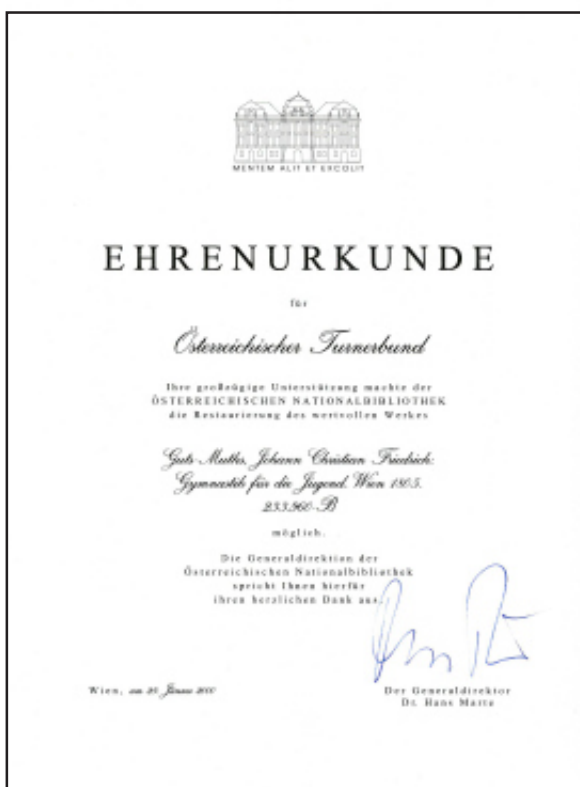 MENTEM ALIT ET EXCOLIT
EHRENURKUNDE
für
Österreichischer Turnerbund
Ihre großzügige Unterstützung machte der
ÖSTERREICHISCHEN NATIONALBIBLIOTHEK
die Restaurierung des wertvollen Werkes
Guts-Muths, Johann Christian Friedrich:
Gymnastik für die Jugend. Wien 1805.
233.960-B
möglich.
Die Generaldirektion der
Österreichischen Nationalbibliothek
spricht Ihnen hierfür
ihren herzlichen Dank aus.
Wien, am Jänner 2000
Der Generaldirektor
Dr. Hans Marte